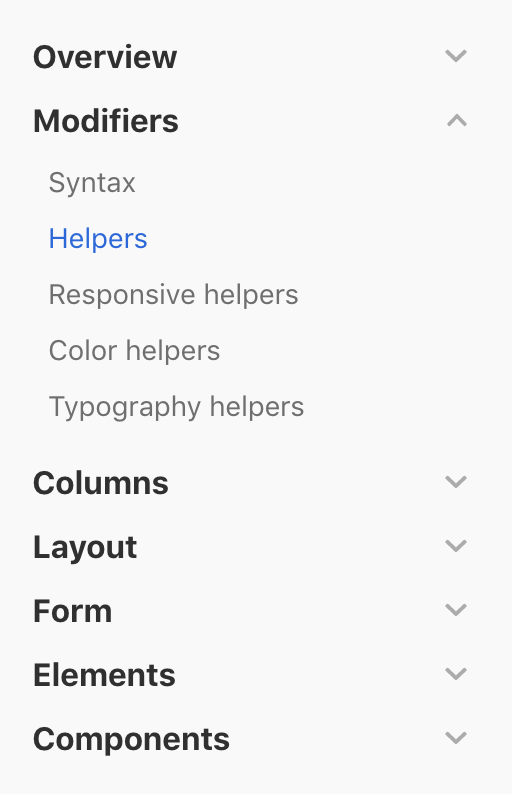 Overview
Modifiers
Syntax
Helpers
Responsive helpers
Color helpers
Typography helpers
Columns
Layout
Form
Elements
Components